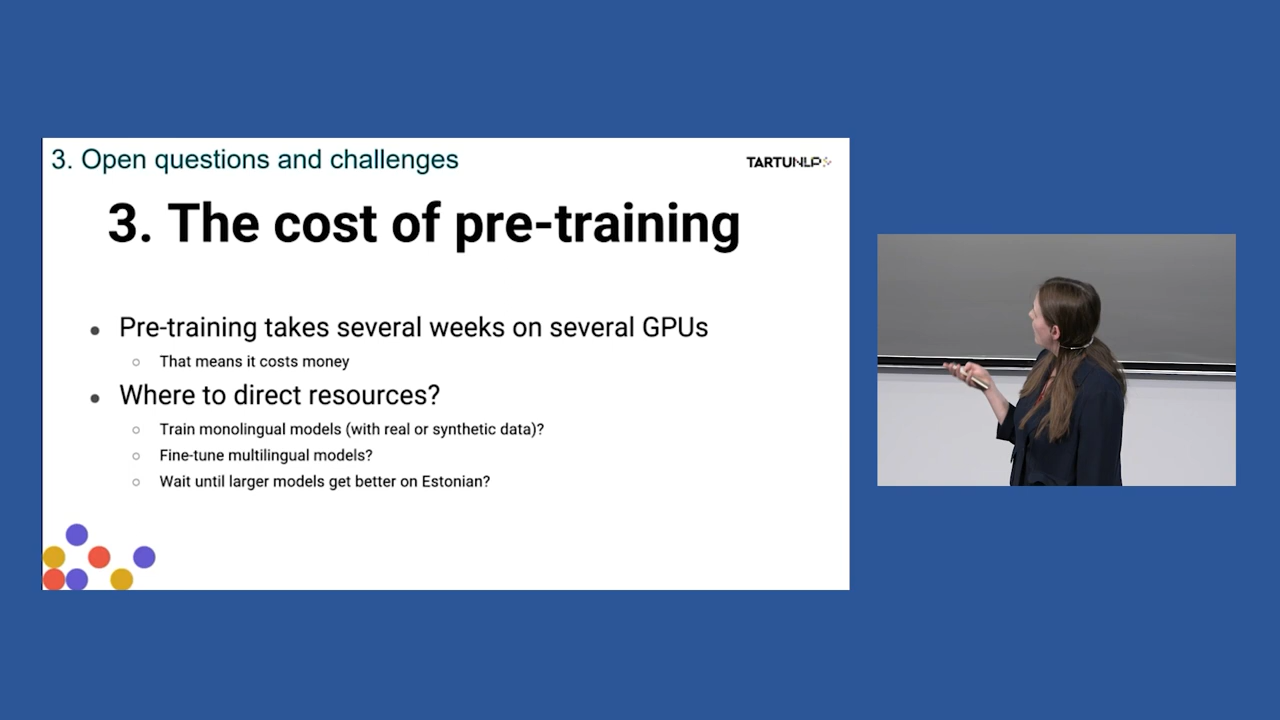 3. Open questions and challenges
TARTUNLP
3. The cost of pre-training
Pre-training takes several weeks on several GPUs
That means it costs money
Where to direct resources?
Train monolingual models (with real or synthetic data)?
Fine-tune multilingual models?
Wait until larger models get better on Estonian?